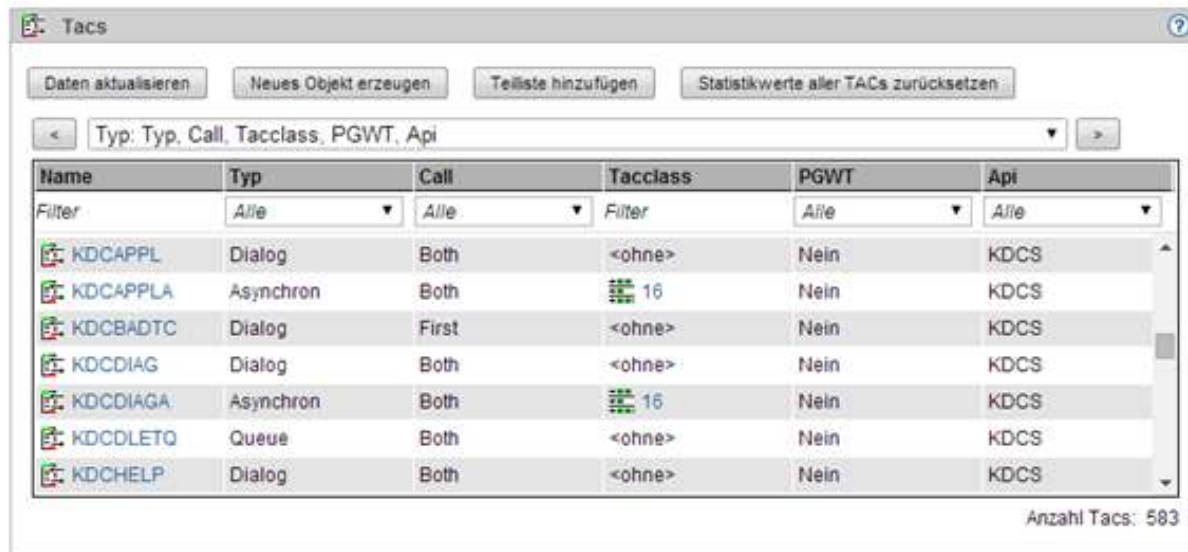 Tacs
Daten aktualisieren Neues Objekt erzeugen Teilliste hinzufügen Statistikwerte aller TACs zurücksetzen
< Typ: Typ, Call, Tacclass, PGWT, Api >
Name Typ Call Tacclass PGWT Api
Filter Alle Alle Filter Alle Alle
KDCAPPL Dialog Both <ohne> Nein KDCS
KDCAPPLA Asynchron Both 16 Nein KDCS
KDCBADTC Dialog First <ohne> Nein KDCS
KDCDIAG Dialog Both <ohne> Nein KDCS
KDCDIAGA Asynchron Both 16 Nein KDCS
KDCDLETQ Queue Both <ohne> Nein KDCS
KDCHELP Dialog Both <ohne> Nein KDCS
Anzahl Tacs: 583